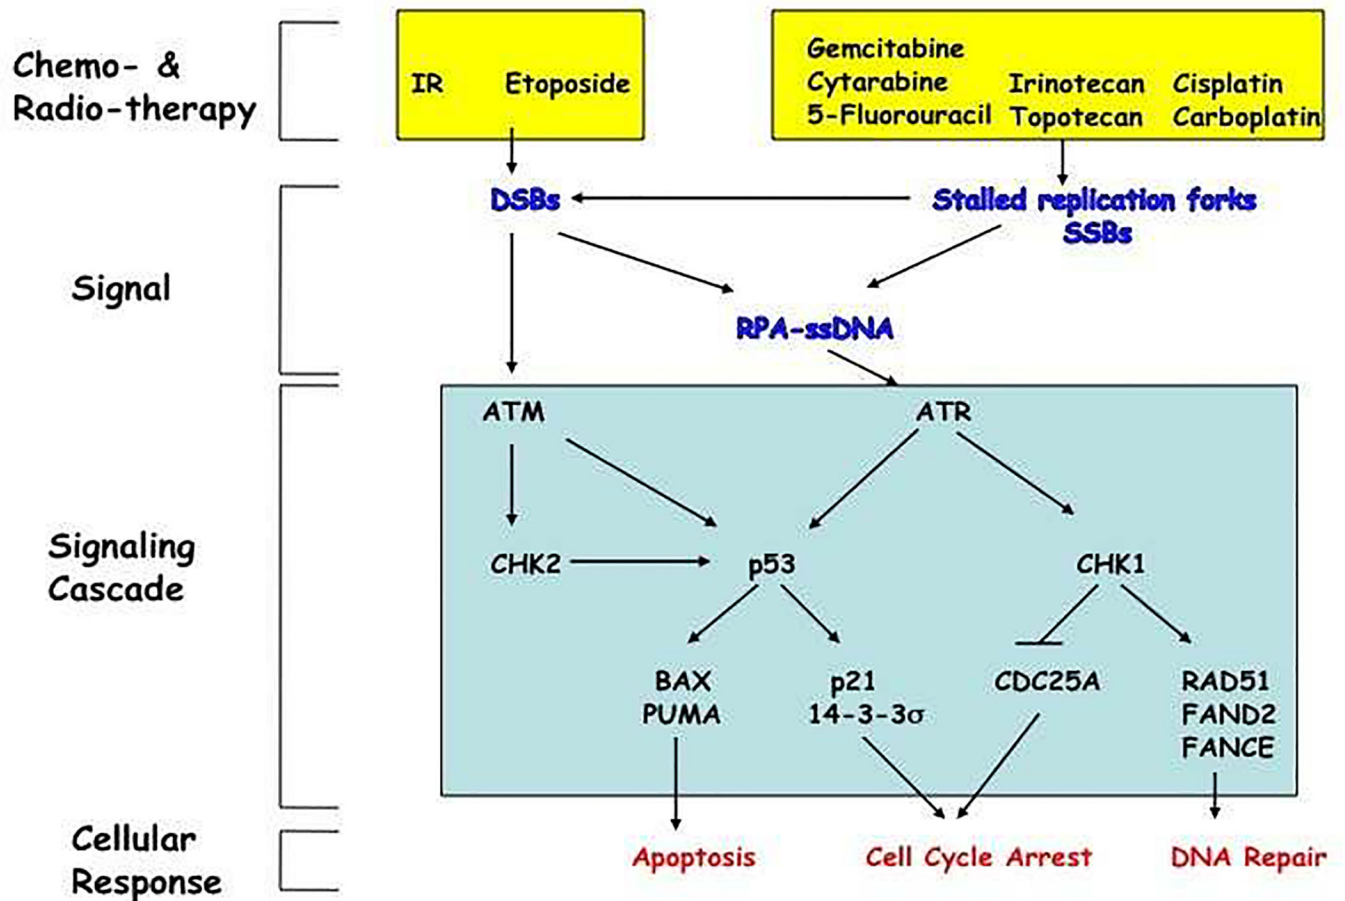 Chemo- &
Radio-therapy
IR
Etoposide
Gemcitabine
Cytarabine
5-Fluorouracil
Irinotecan
Topotecan
Cisplatin
Carboplatin
Signal
DSBs
Stalled replication forks
SSBs
RPA-ssDNA
Signaling
Cascade
ATM
ATR
CHK2
p53
CHK1
BAX
PUMA
p21
14-3-3σ
CDC25A
RAD51
FAND2
FANCE
Cellular
Response
Apoptosis
Cell Cycle Arrest
DNA Repair